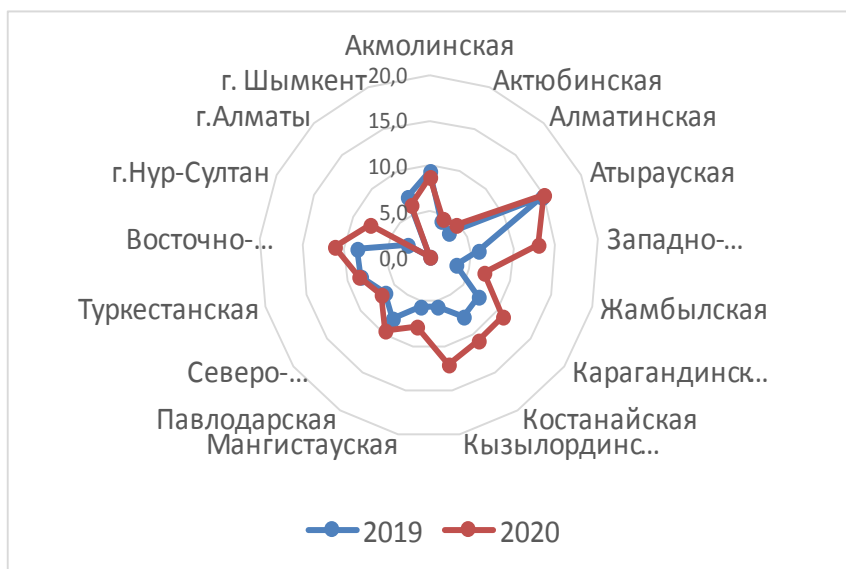 Акмолинская
г. Шымкент
Актюбинская
г.Алматы
Алматинская
г.Нур-Султан
Атырауская
Восточно-...
Западно-...
Туркестанская
Жамбылская
Северо-...
Карагандинск...
Павлодарская
Костанайская
Мангистауская
Кызылординс...
20,0
15,0
10,0
5,0
0,0
2019
2020